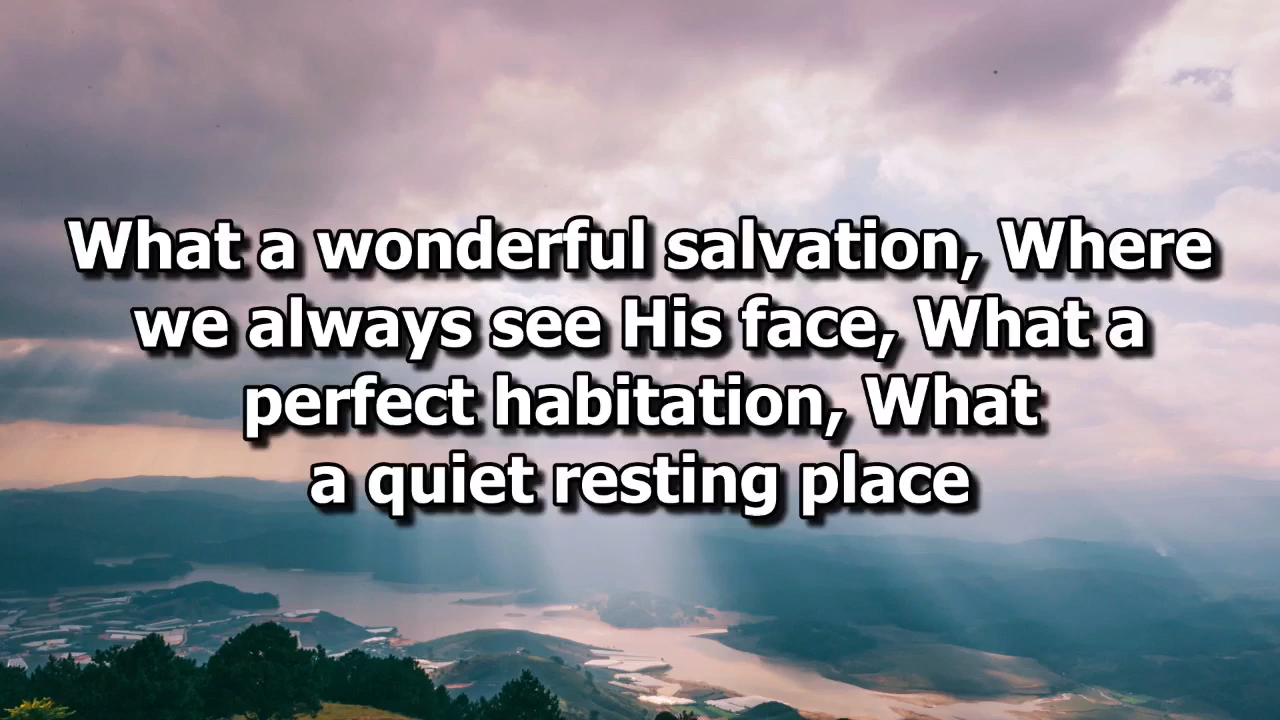 What a wonderful salvation, Where
we always see His face, What a
perfect habitation, What
a quiet resting place